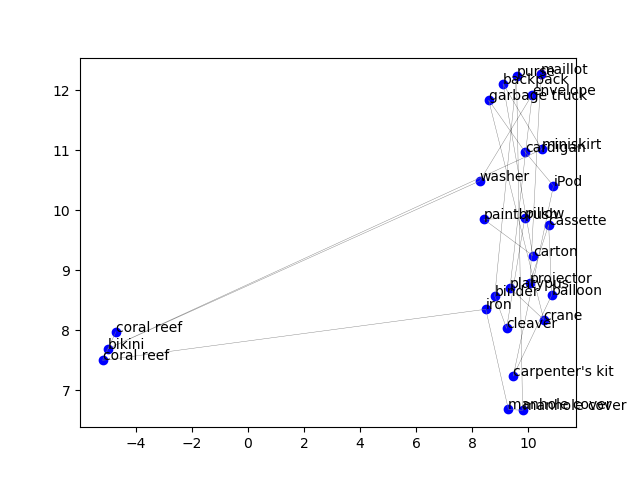 maillot
purse
backpack
envelope
garbage truck
miniskirt
cardigan
washer
iPod
pillow
cassette
carton
projector
platypus
balloon
binder
iron
crane
cleaver
coral reef
bikini
coral reef
carpenter's kit
manhole cover
manhole cover
12
11
10
9
8
7
−4
−2
0
2
4
6
8
10